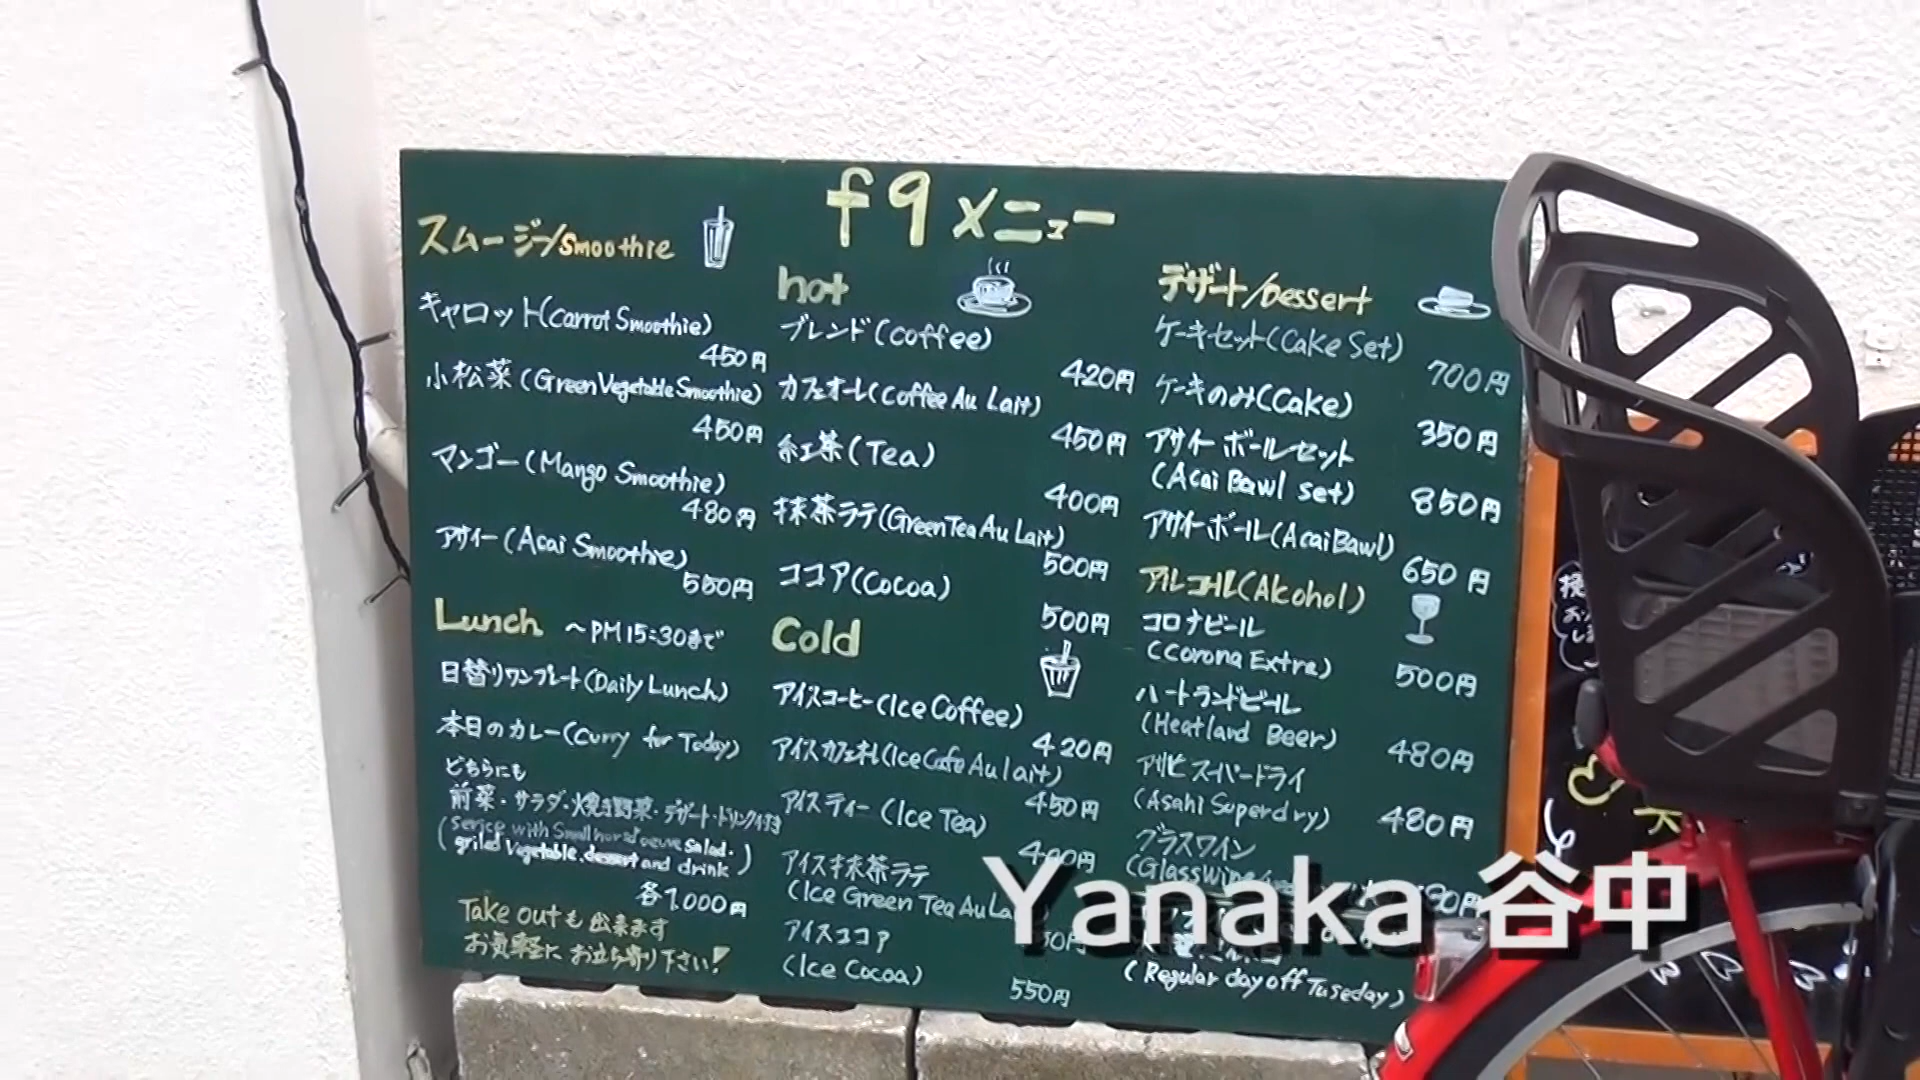 f9メニュー
スムージー/Smoothie
キャロット(Carrot Smoothie)
450円
小松菜(Green Vegetable Smoothie)
450円
マンゴー(Mango Smoothie)
480円
アサイー(Acai Smoothie)
550円
Lunch ～PM15:30まで
日替りワンプレート(Daily Lunch)
本日のカレー(Curry for Today)
どちらにも
前菜・サラダ・焼き野菜・デザート・ドリンク付き
with Small
salad.
griled Vegetable, dessert and drink)
各1,000円
Take outも出来ます
お気軽にお立ち寄り下さい!
hot
ブレンド(coffee)
420円
カフェオーレ(Coffee Au Lait)
450円
紅茶(Tea)
400円
抹茶ラテ(Green Tea Au Lait)
500円
ココア(Cocoa)
500円
Cold
アイスコーヒー(Ice Coffee)
420円
アイスカフェオレ(Ice Cafe Au lait)
450円
アイスティー(Ice Tea)
400円
アイス抹茶ラテ
(Ice Green Tea Au La
アイスココア
(Ice Cocoa)
550円
デザート/Dessert
ケーキセット(Cake Set)
700円
ケーキのみ(Cake)
350円
アサイーボールセット
(Acai Bawl set)
850円
アサイーボール(Acai Bawl)
650円
アルコール(Alcohol)
コロナビール
(Corona Extra)
500円
ハートランドビール
(Heatland Beer)
480円
アサヒスーパードライ
(Asahi Superdry)
480円
グラスワイン
(Glass Wine
(Regular day off Tuseday)
Yanaka 谷中